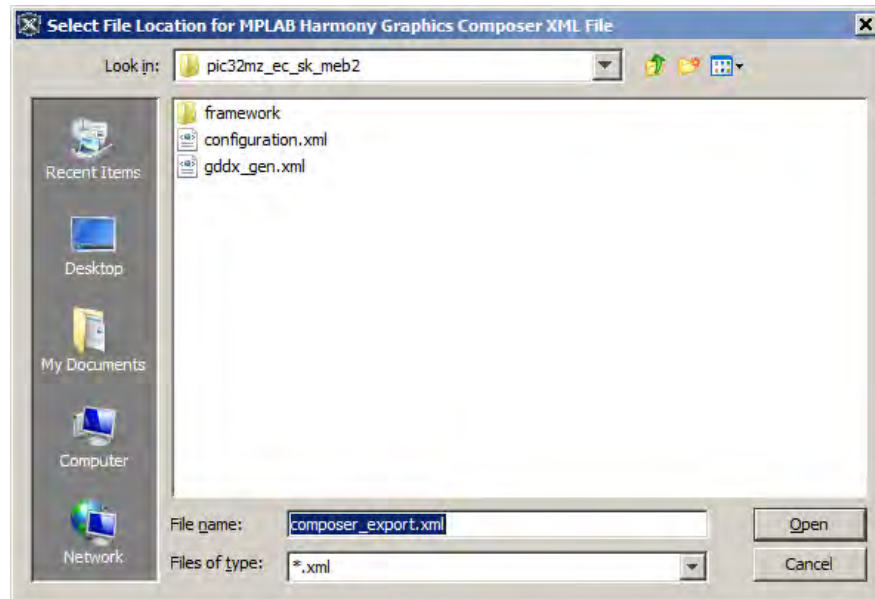 Select File Location for MPLAB Harmony Graphics Composer XML File
Look in: pic32mz_ec_sk_meb2
framework
configuration.xml
gddx_gen.xml
Recent Items
Desktop
My Documents
Computer
Network
File name: composer_export.xml Open
Files of type: *.xml Cancel